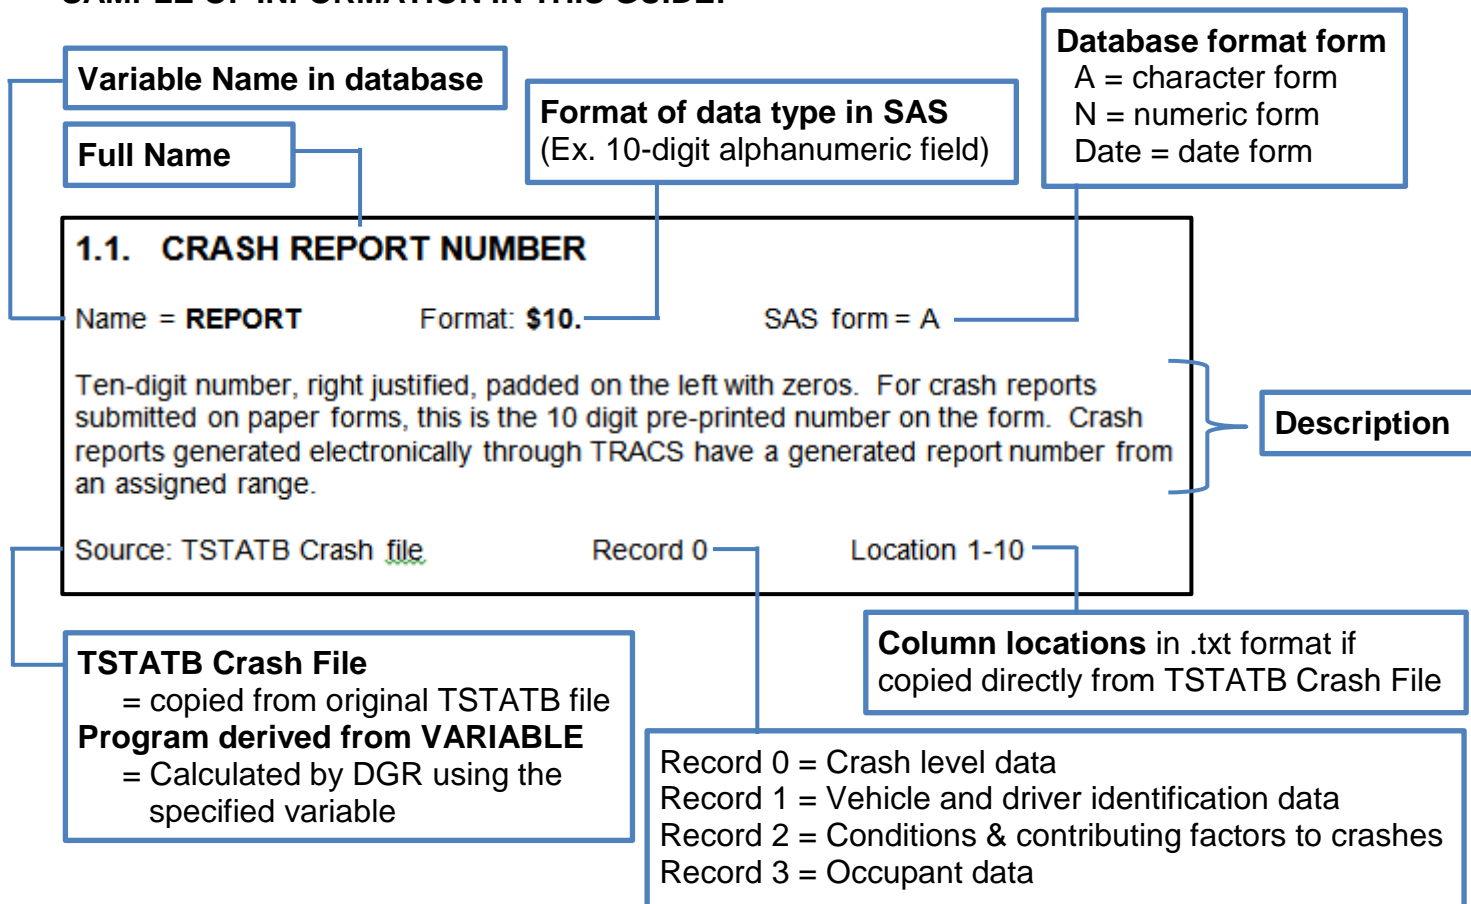 SAMPLE OF INFORMATION IN THIS GUIDE:
Variable Name in database
Full Name
Format of data type in SAS
(Ex. 10-digit alphanumeric field)
Database format form
A = character form
N = numeric form
Date = date form
1.1. CRASH REPORT NUMBER
Name = REPORT Format: $10. SAS form = A
Ten-digit number, right justified, padded on the left with zeros. For crash reports
submitted on paper forms, this is the 10 digit pre-printed number on the form. Crash
reports generated electronically through TRACS have a generated report number from
an assigned range.
Description
Source: TSTATB Crash file Record 0 Location 1-10
TSTATB Crash File
= copied from original TSTATB file
Program derived from VARIABLE
= Calculated by DGR using the
specified variable
Column locations in .txt format if
copied directly from TSTATB Crash File
Record 0 = Crash level data
Record 1 = Vehicle and driver identification data
Record 2 = Conditions & contributing factors to crashes
Record 3 = Occupant data